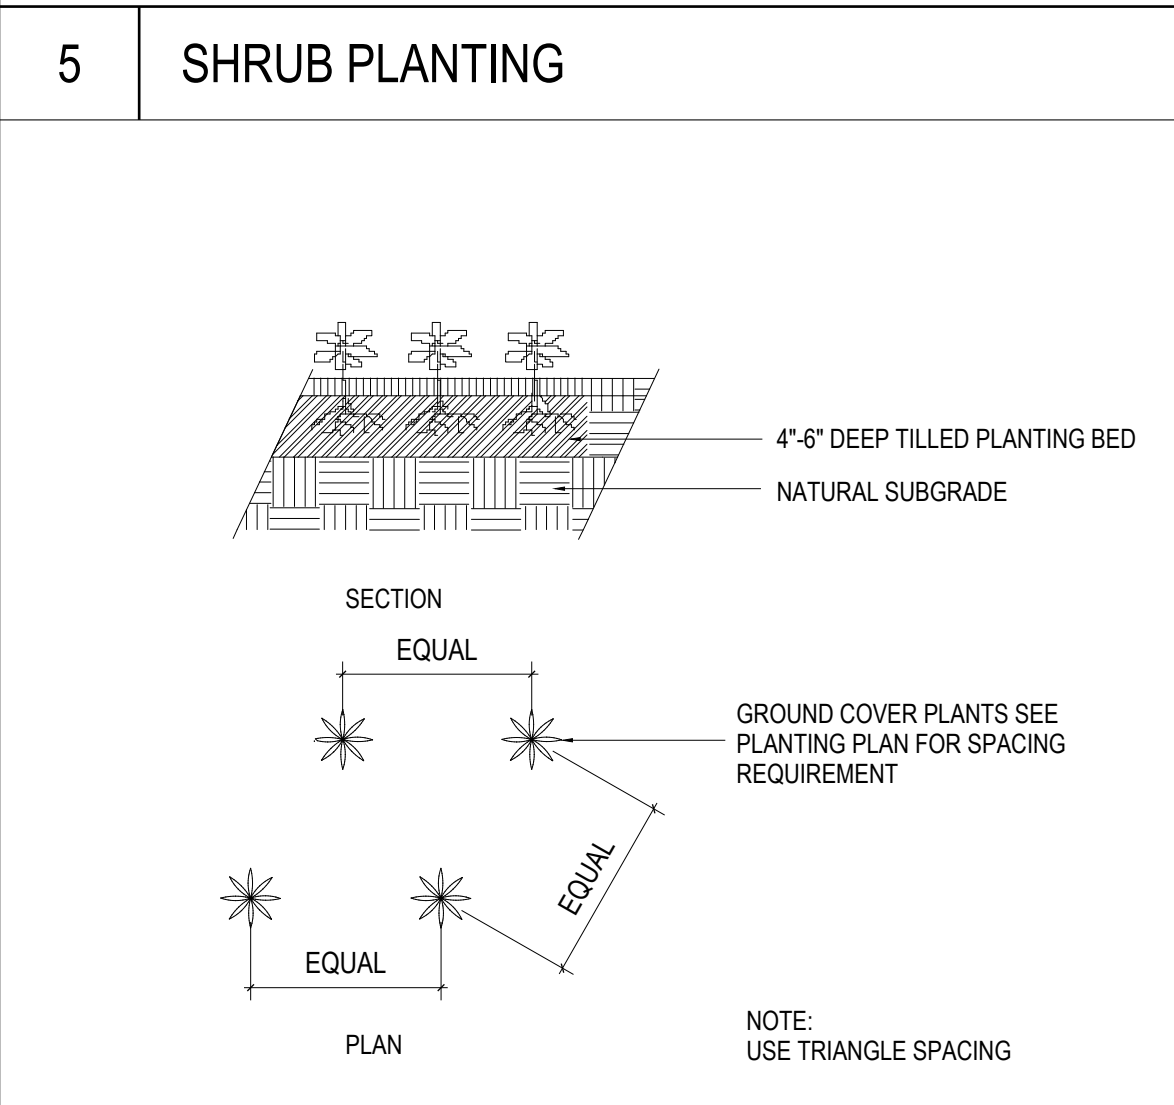 5
SHRUB PLANTING
4"-6" DEEP TILLED PLANTING BED
NATURAL SUBGRADE
SECTION
EQUAL
GROUND COVER PLANTS SEE
PLANTING PLAN FOR SPACING
REQUIREMENT
EQUAL
EQUAL
PLAN
NOTE:
USE TRIANGLE SPACING